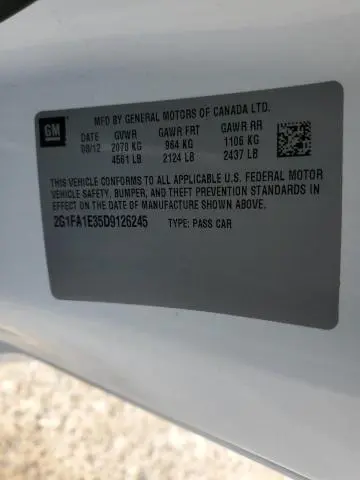 GM
MFD BY GENERAL MOTORS OF CANADA LTD.
DATE GVWR GAWR FRT GAWR RR
08/12 2070 KG 964 KG 1106 KG
4561 LB 2124 LB 2437 LB
THIS VEHICLE CONFORMS TO ALL APPLICABLE U.S. FEDERAL MOTOR
VEHICLE SAFETY, BUMPER, AND THEFT PREVENTION STANDARDS IN
EFFECT ON THE DATE OF MANUFACTURE SHOWN ABOVE.
2G1FA1E35D9126245 TYPE: PASS CAR